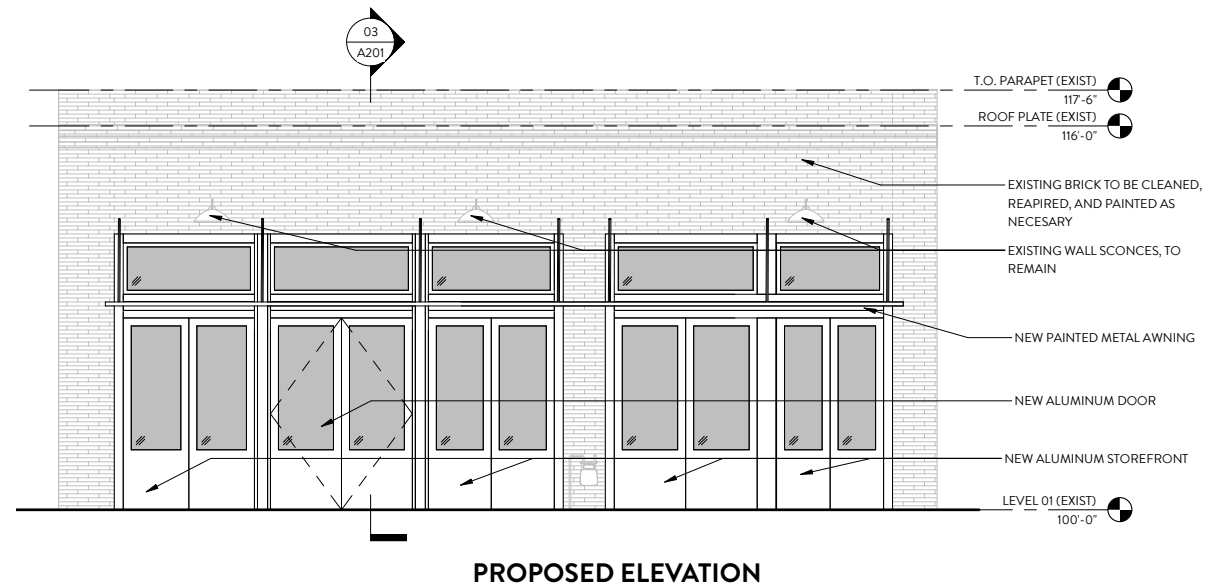 03
A201
T.O. PARAPET (EXIST)
117'-6"
ROOF PLATE (EXIST)
116'-0"
EXISTING BRICK TO BE CLEANED,
REAPIRED, AND PAINTED AS
NECESARY
EXISTING WALL SCONCES, TO
REMAIN
NEW PAINTED METAL AWNING
NEW ALUMINUM DOOR
NEW ALUMINUM STOREFRONT
LEVEL 01 (EXIST)
100'-0"
PROPOSED ELEVATION